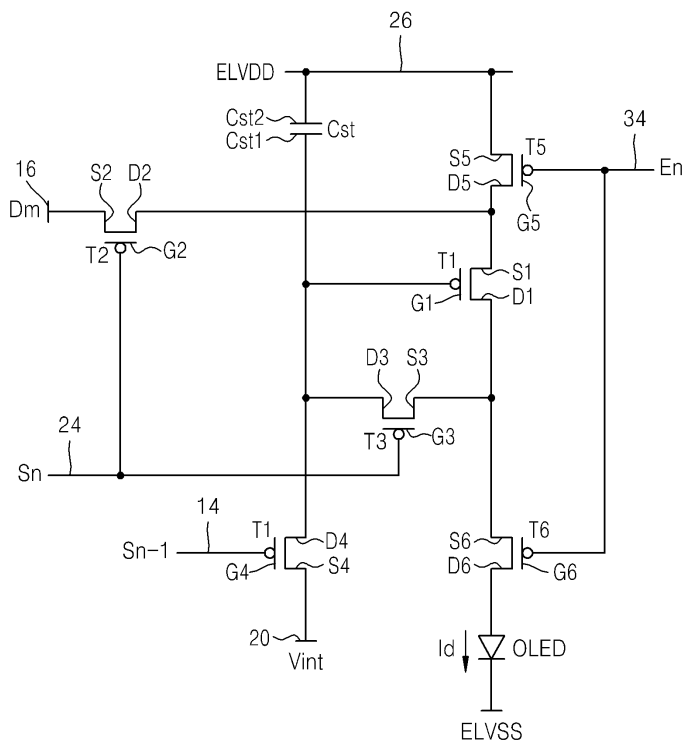 26
ELVDD
Cst2
Cst1
Cst
S5
T5
34
D5
En
16
S2
D2
G5
Dm
T2
G2
T1
S1
G1
D1
D3
S3
24
T3
G3
Sn
14
T1
D4
S6
T6
Sn-1
G4
S4
D6
G6
20
Vint
Id
OLED
ELVSS